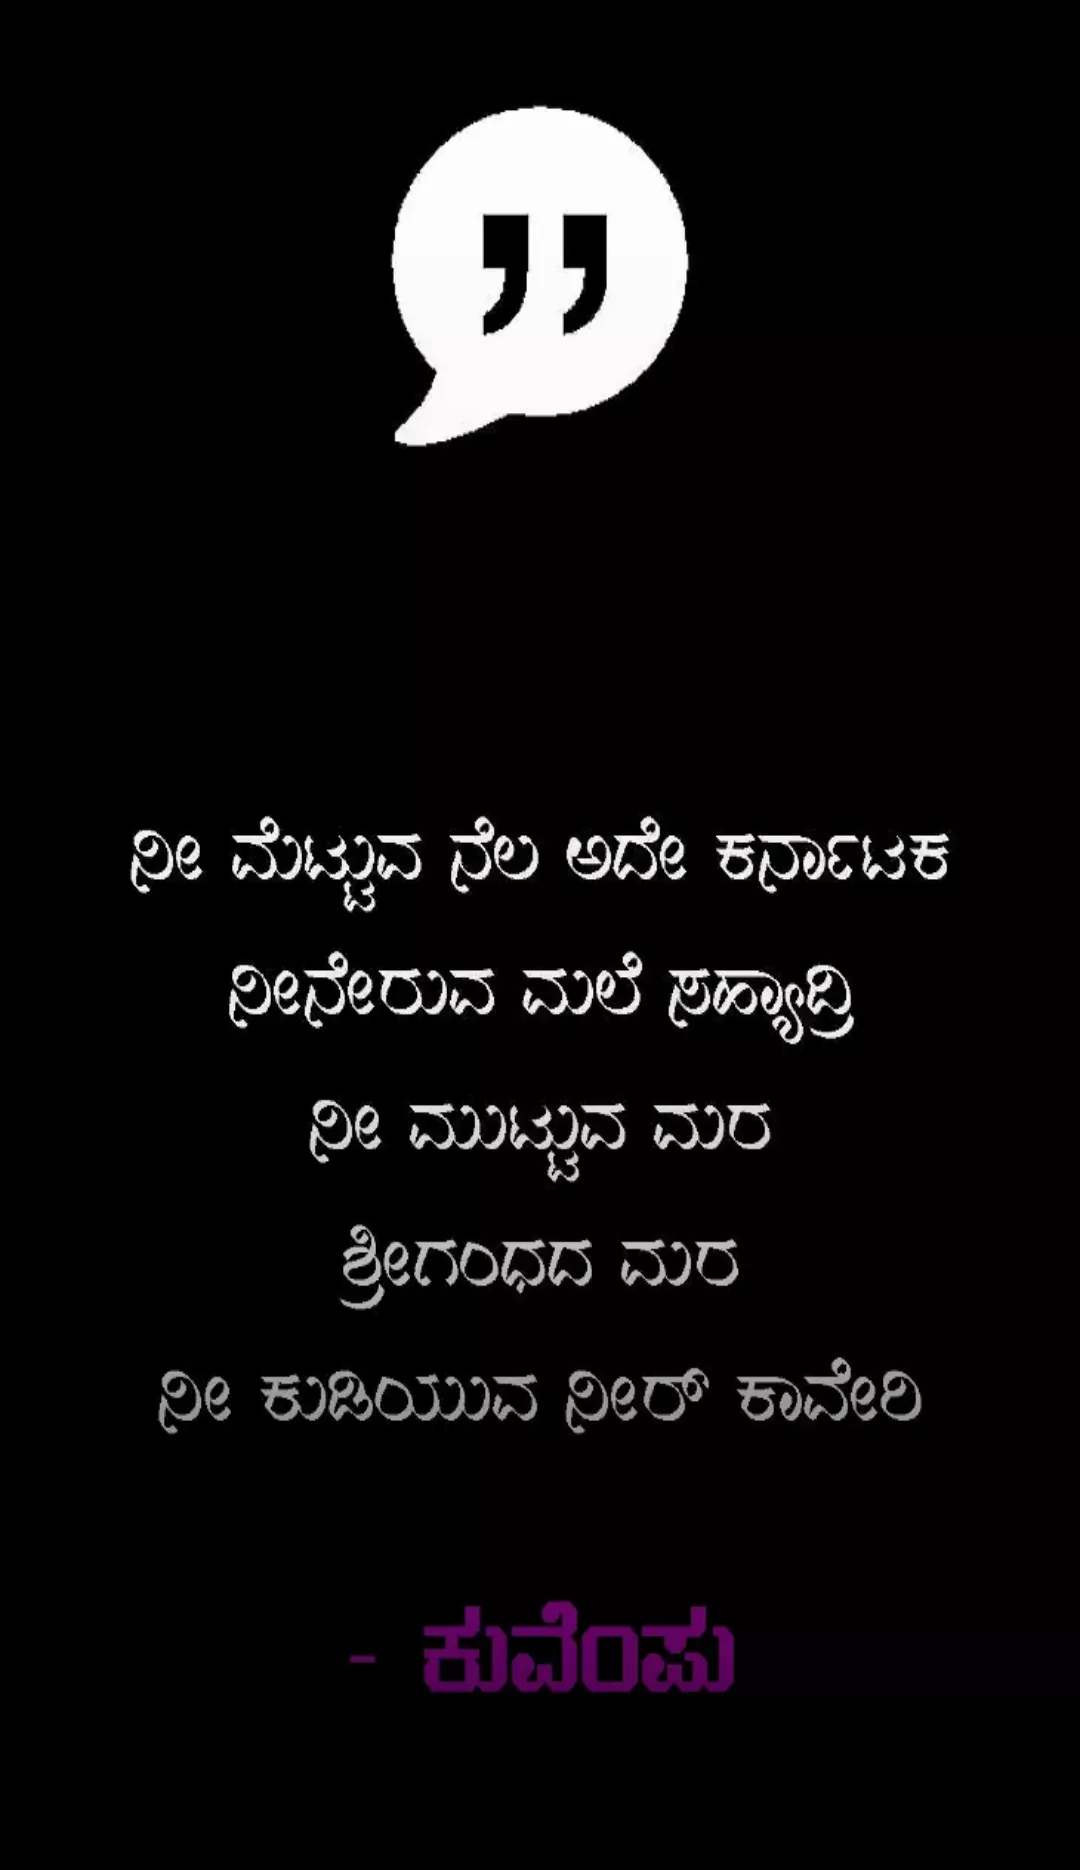 ನೀ ಮೆಟ್ಟುವ ನೆಲ ಅದೇ ಕರ್ನಾಟಕ
ನೀನೇರುವ ಮಲೆ ಸಹ್ಯಾದ್ರಿ
ನೀ ಮುಟ್ಟುವ ಮರ
ಶ್ರೀಗಂಧದ ಮರ
ನೀ ಕುಡಿಯುವ ನೀರ್ ಕಾವೇರಿ
- ಕುವೆಂಪು